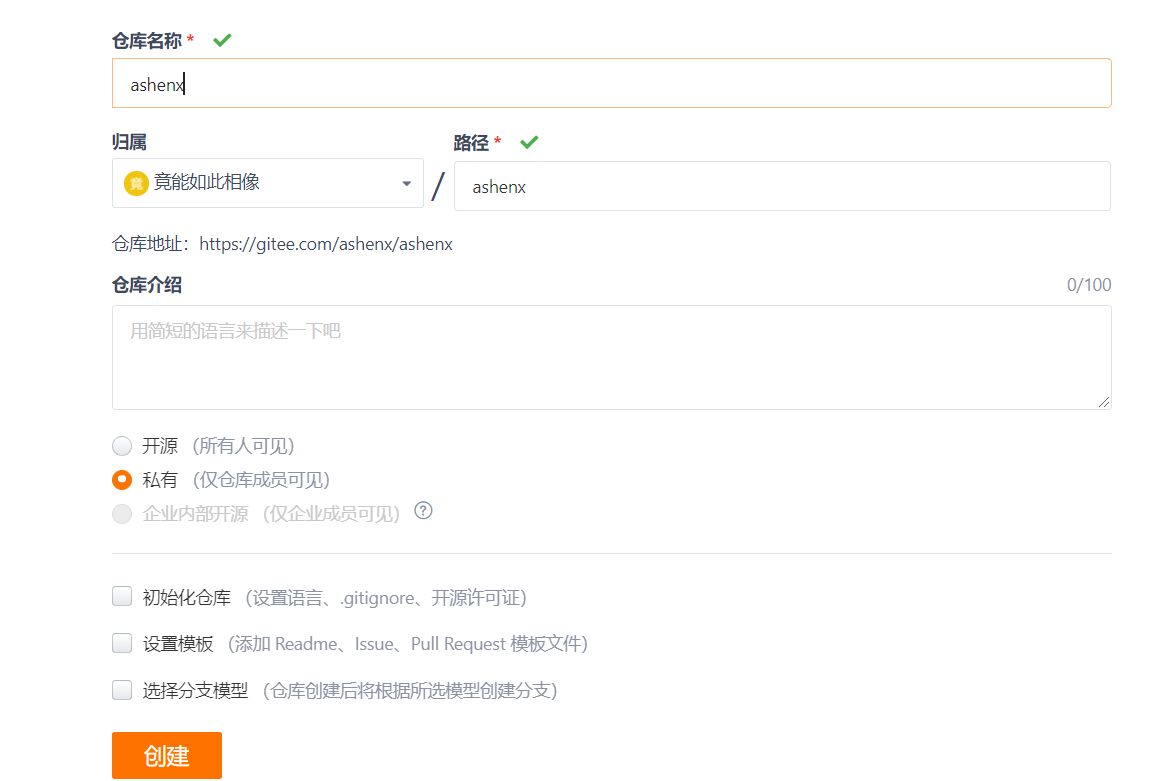 仓库名称 *
ashenx
归属
路径 *
竟 竟能如此相像
/
ashenx
仓库地址：https://gitee.com/ashenx/ashenx
仓库介绍
0/100
用简短的语言来描述一下吧
开源 （所有人可见）
私有 （仅仓库成员可见）
企业内部开源 （仅企业成员可见） ?
初始化仓库 （设置语言、.gitignore、开源许可证）
设置模板 （添加 Readme、Issue、Pull Request 模板文件）
选择分支模型 （仓库创建后将根据所选模型创建分支）
创建